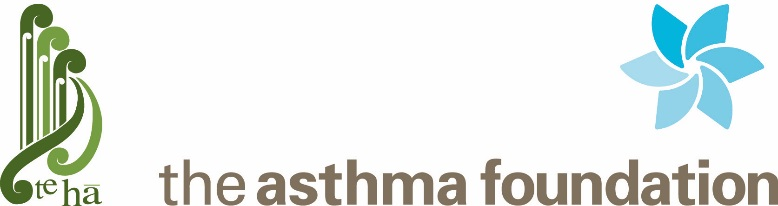 te hā
the asthma foundation